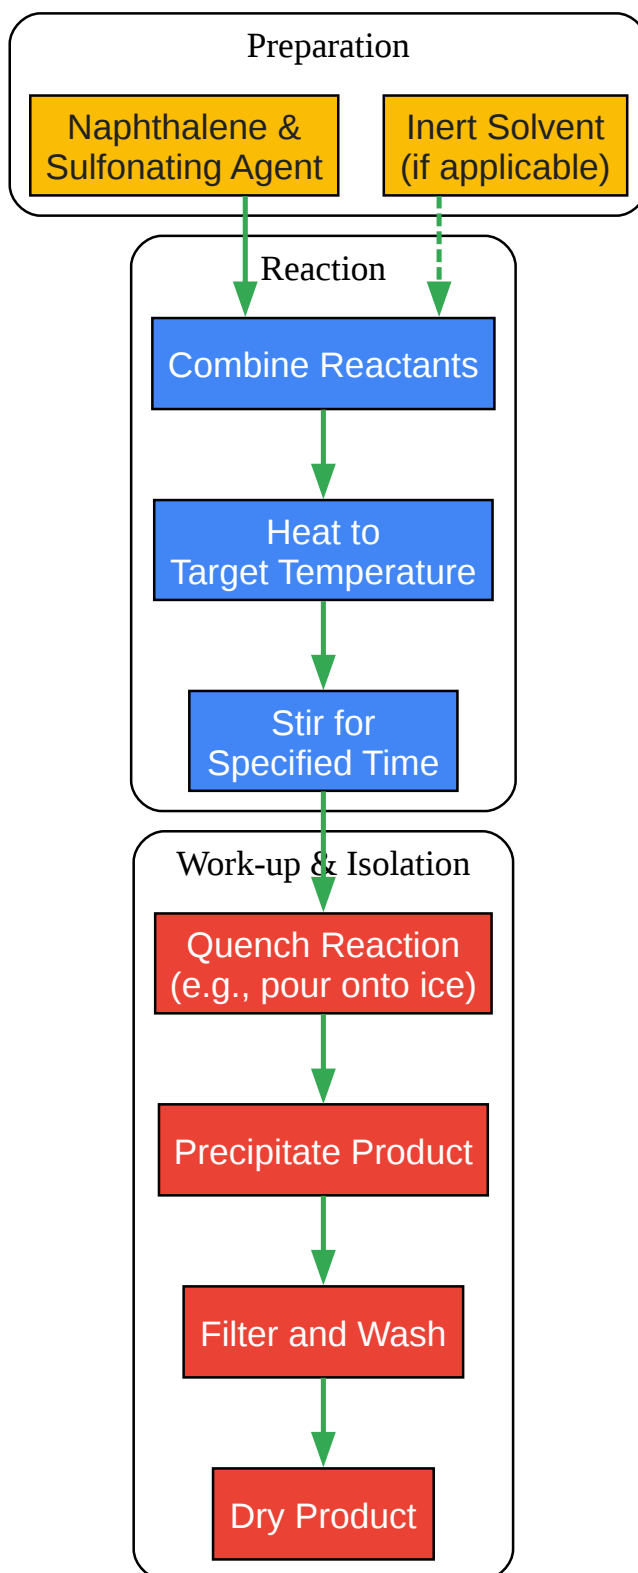 Preparation
Naphthalene &
Sulfonating Agent
Inert Solvent
(if applicable)
Reaction
Combine Reactants
Heat to
Target Temperature
Stir for
Specified Time
Work-up & Isolation
Quench Reaction
(e.g., pour onto ice)
Precipitate Product
Filter and Wash
Dry Product